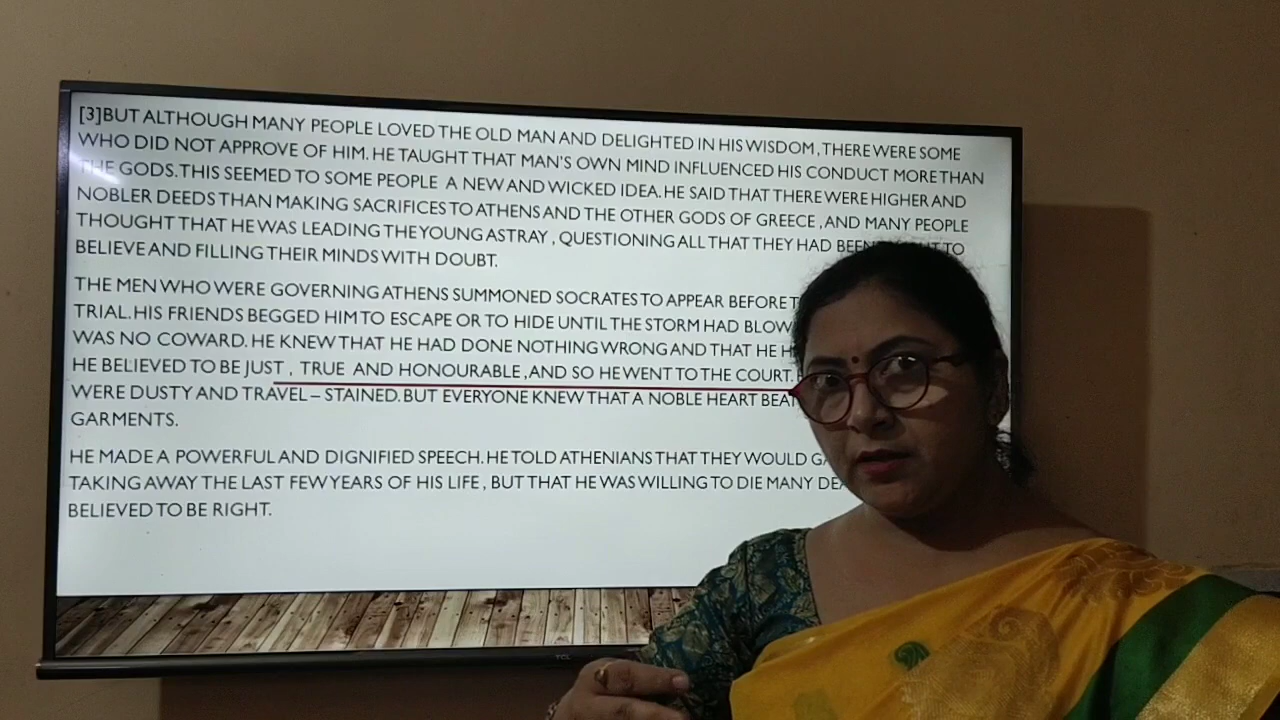 [3]BUT ALTHOUGH MANY PEOPLE LOVED THE OLD MAN AND DELIGHTED IN HIS WISDOM, THERE WERE SOME
WHO DID NOT APPROVE OF HIM. HE TAUGHT THAT MAN'S OWN MIND INFLUENCED HIS CONDUCT MORE THAN
THE GODS. THIS SEEMED TO SOME PEOPLE A NEW AND WICKED IDEA. HE SAID THAT THERE WERE HIGHER AND
NOBLER DEEDS THAN MAKING SACRIFICES TO ATHENS AND THE OTHER GODS OF GREECE, AND MANY PEOPLE
THOUGHT THAT HE WAS LEADING THE YOUNG ASTRAY, QUESTIONING ALL THAT THEY HAD TO
BELIEVE AND FILLING THEIR MINDS WITH DOUBT.
THE MEN WHO WERE GOVERNING ATHENS SUMMONED SOCRATES TO APPEAR BEFORE
TRIAL. HIS FRIENDS BEGGED HIM TO ESCAPE OR TO HIDE UNTIL THE STORM HAD
WAS NO COWARD. HE KNEW THAT HE HAD DONE NOTHING WRONG AND THAT HE
HE BELIEVED TO BE JUST, TRUE AND HONOURABLE, AND SO HE WENT TO THE COURT.
WERE DUSTY AND TRAVEL – STAINED. BUT EVERYONE KNEW THAT A NOBLE HEART
GARMENTS.
HE MADE A POWERFUL AND DIGNIFIED SPEECH. HE TOLD ATHENIANS THAT THEY WOULD
TAKING AWAY THE LAST FEW YEARS OF HIS LIFE, BUT THAT HE WAS WILLING TO DIE MANY
BELIEVED TO BE RIGHT.
TCL